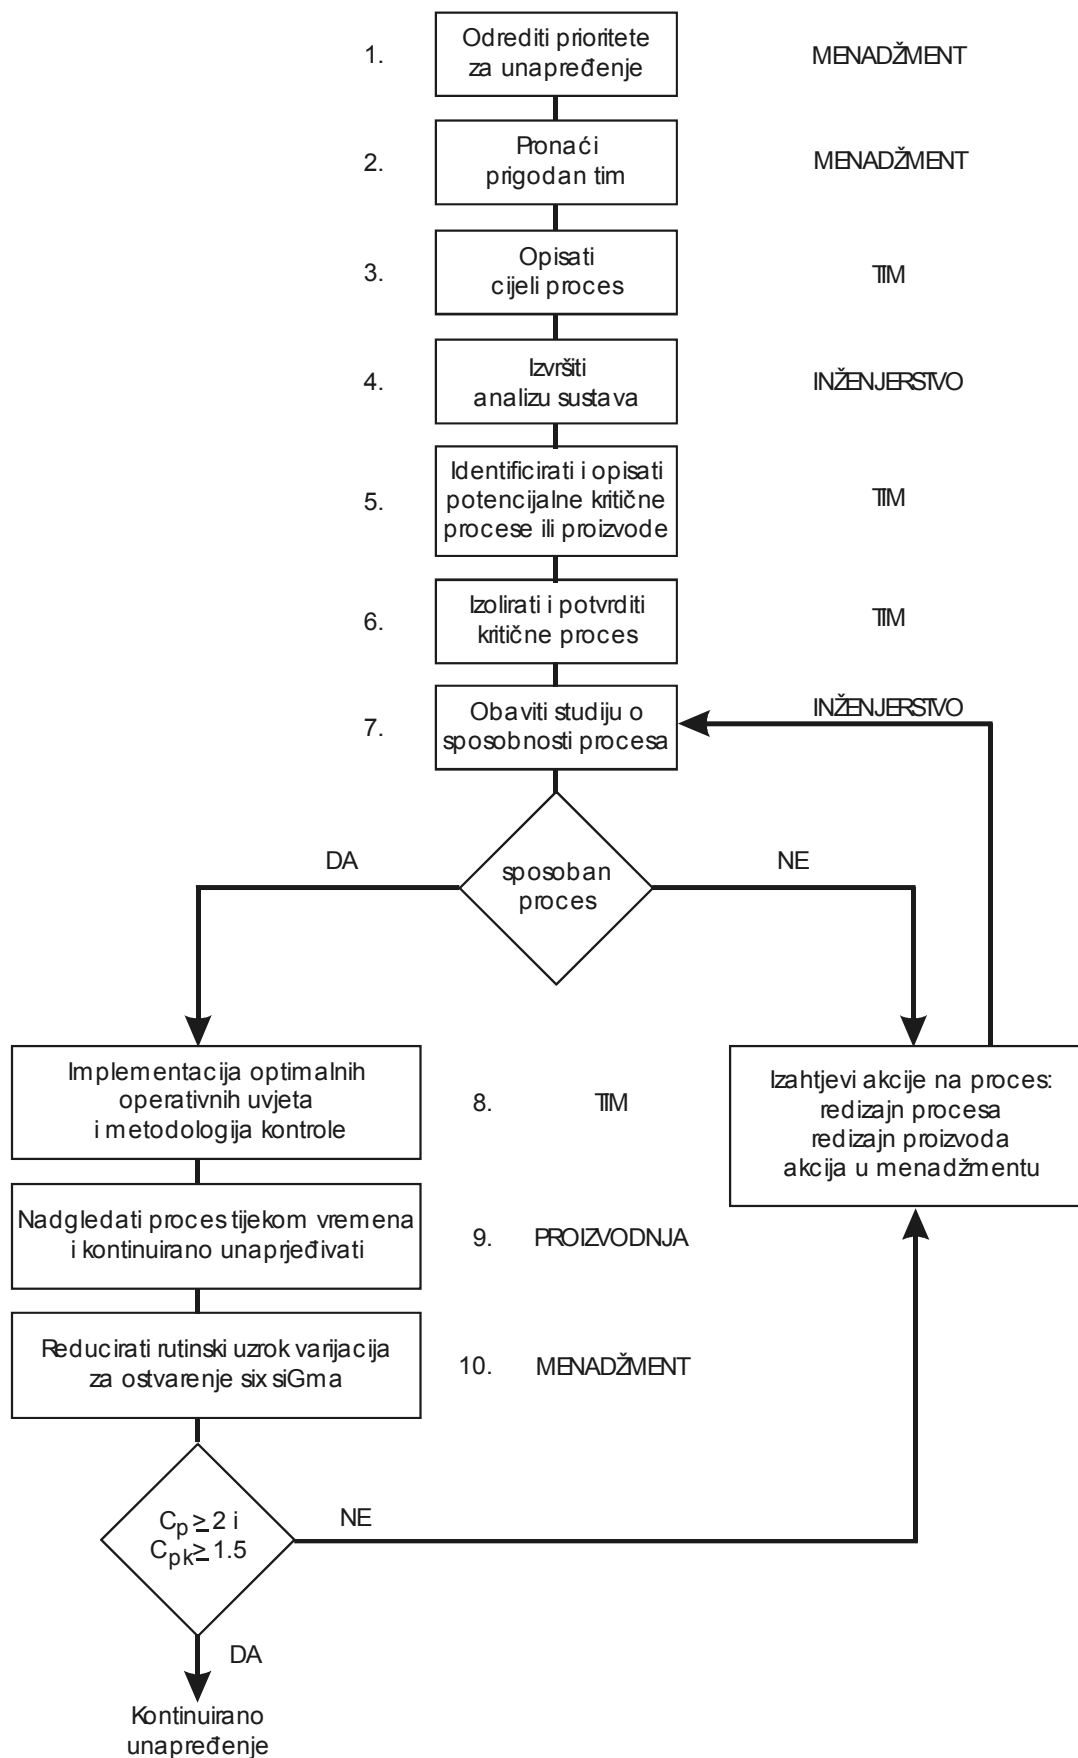 1.
Odrediti prioritete
za unapređenje
MENADŽMENT
2.
Pronaći
prigodan tim
MENADŽMENT
3.
Opisati
cijeli proces
TIM
4.
Izvršiti
analizu sustava
INŽENJERSTVO
5.
Identificirati i opisati
potencijalne kritične
procese ili proizvode
TIM
6.
Izolirati i potvrditi
kritične proces
TIM
7.
Obaviti studiju o
sposobnosti procesa
INŽENJERSTVO
DA
sposoban
proces
NE
Implementacija optimalnih
operativnih uvjeta
i metodologija kontrole
8.
TIM
Izahtjevi akcije na proces:
redizajn procesa
redizajn proizvoda
akcija u menadžmentu
Nadgledati proces tijekom vremena
i kontinuirano unaprjeđivati
9.
PROIZVODNJA
Reducirati rutinski uzrok varijacija
za ostvarenje six siGma
10.
MENADŽMENT
Cp ≥ 2 i
Cpk ≥ 1.5
NE
DA
Kontinuirano
unapređenje